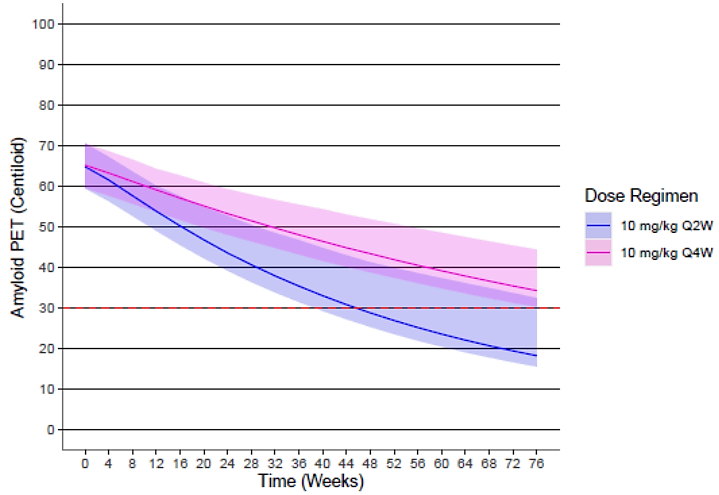 100
90
80
70
60
50
40
30
20
10
0
Amyloid PET (Centiloid)
0 4 8 12 16 20 24 28 32 36 40 44 48 52 56 60 64 68 72 76
Time (Weeks)
Dose Regimen
10 mg/kg Q2W
10 mg/kg Q4W